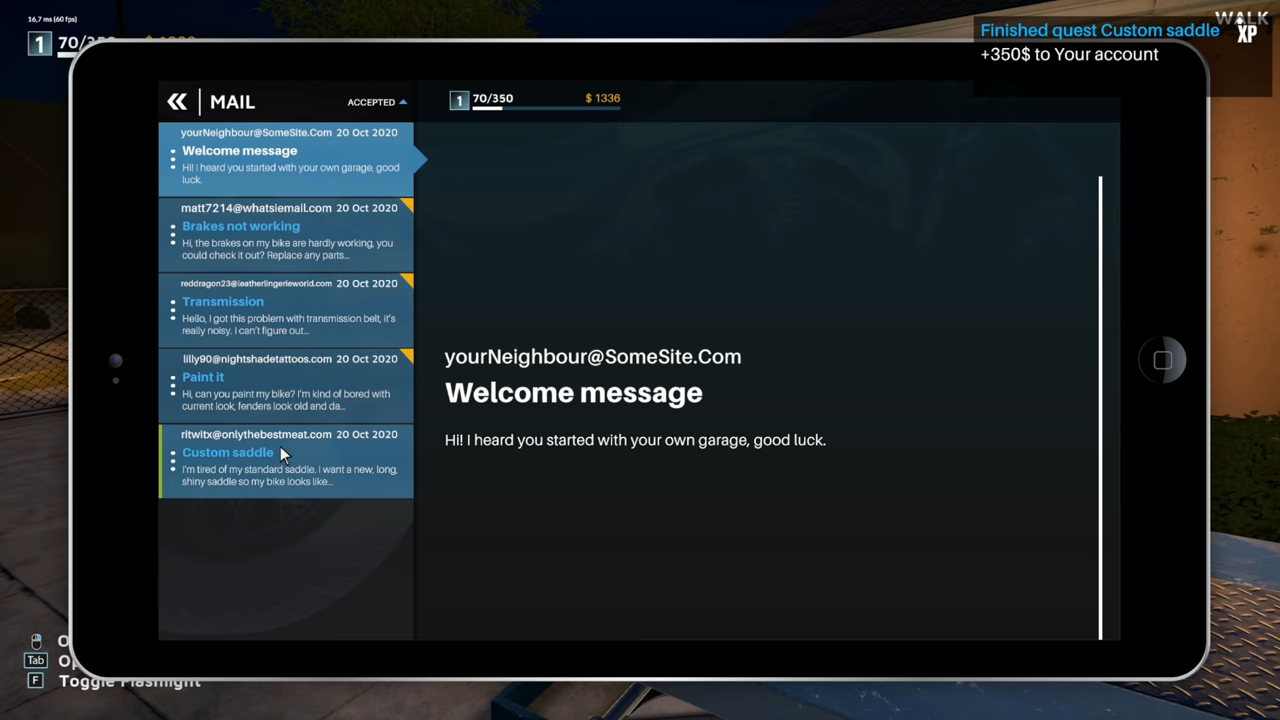 16,7 ms (60 fps)
WALK
XP
Finished quest Custom saddle
+350$ to Your account
1 70/
MAIL
ACCEPTED
1 70/350
$ 1336
yourNeighbour@SomeSite.Com 20 Oct 2020
Welcome message
Hi! I heard you started with your own garage, good
luck.
matt7214@whatsiemail.com 20 Oct 2020
Brakes not working
Hi, the brakes on my bike are hardly working, you
could check it out? Replace any parts...
reddragon23@leatherlingerieworld.com 20 Oct 2020
Transmission
Hello, I got this problem with transmission belt, it's
really noisy. I can't figure out...
lilly90@nightshadetattoos.com 20 Oct 2020
Paint it
Hi, can you paint my bike? I'm kind of bored with
current look, fenders look old and da...
ritwitx@onlythebestmeat.com 20 Oct 2020
Custom saddle
I'm tired of my standard saddle. I want a new, long,
shiny saddle so my bike looks like...
yourNeighbour@SomeSite.Com
Welcome message
Hi! I heard you started with your own garage, good luck.
Tab
F Toggle Flashlight